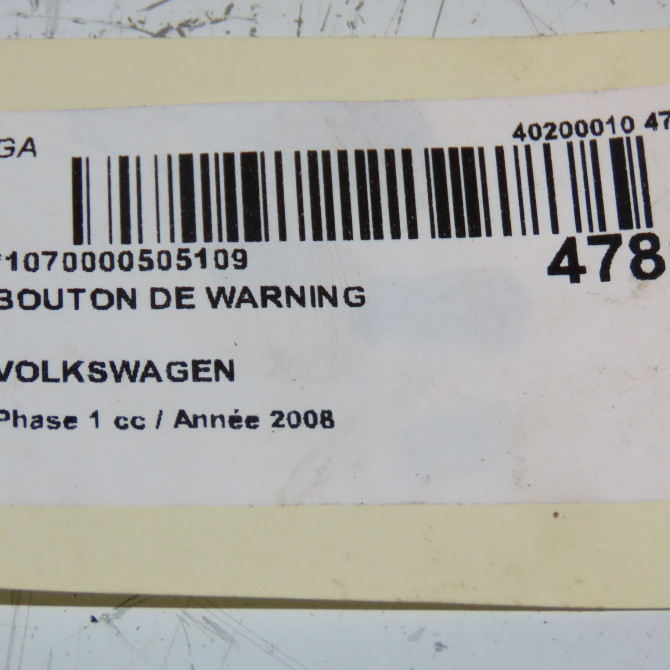 GA
40200010 47
*1070000505109
478
BOUTON DE WARNING
VOLKSWAGEN
Phase 1 cc / Année 2008